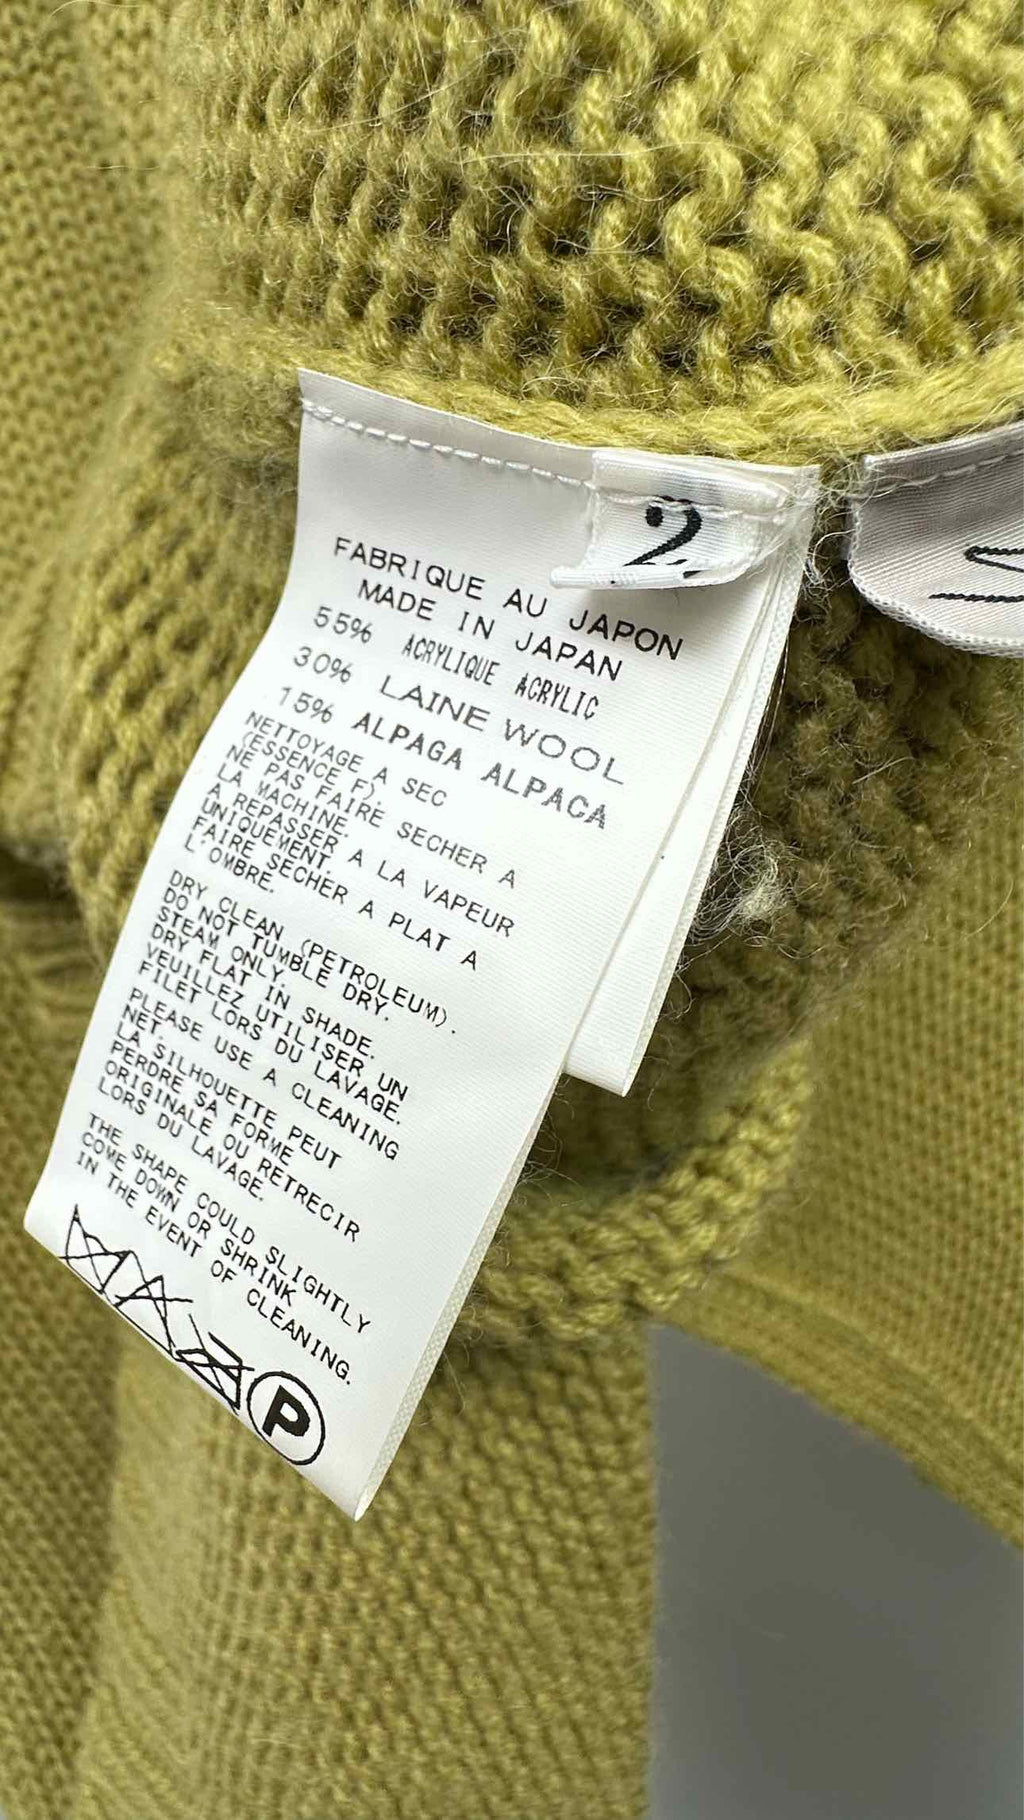 2
FABRIQUE AU JAPON
MADE IN JAPAN
55% ACRYLIQUE ACRYLIC
30% LAINE WOOL
15% ALPAGA ALPACA
NETTOYAGE A SEC
(ESSENCE F).
NE PAS FAIRE SECHER A
LA MACHINE.
A REPASSER A LA VAPEUR
UNIQUEMENT.
FAIRE SECHER A PLAT A
L'OMBRE.
DRY CLEAN (PETROLEUM).
DO NOT TUMBLE DRY.
STEAM ONLY.
DRY FLAT IN SHADE.
VEUILLEZ UTILISER UN
FILET LORS DU LAVAGE.
PLEASE USE A CLEANING
NET.
LA SILHOUETTE PEUT
PERDRE SA FORME
ORIGINALE OU RETRECIR
LORS DU LAVAGE.
THE SHAPE COULD SLIGHTLY
COME DOWN OR SHRINK
IN THE EVENT OF CLEANING.
P